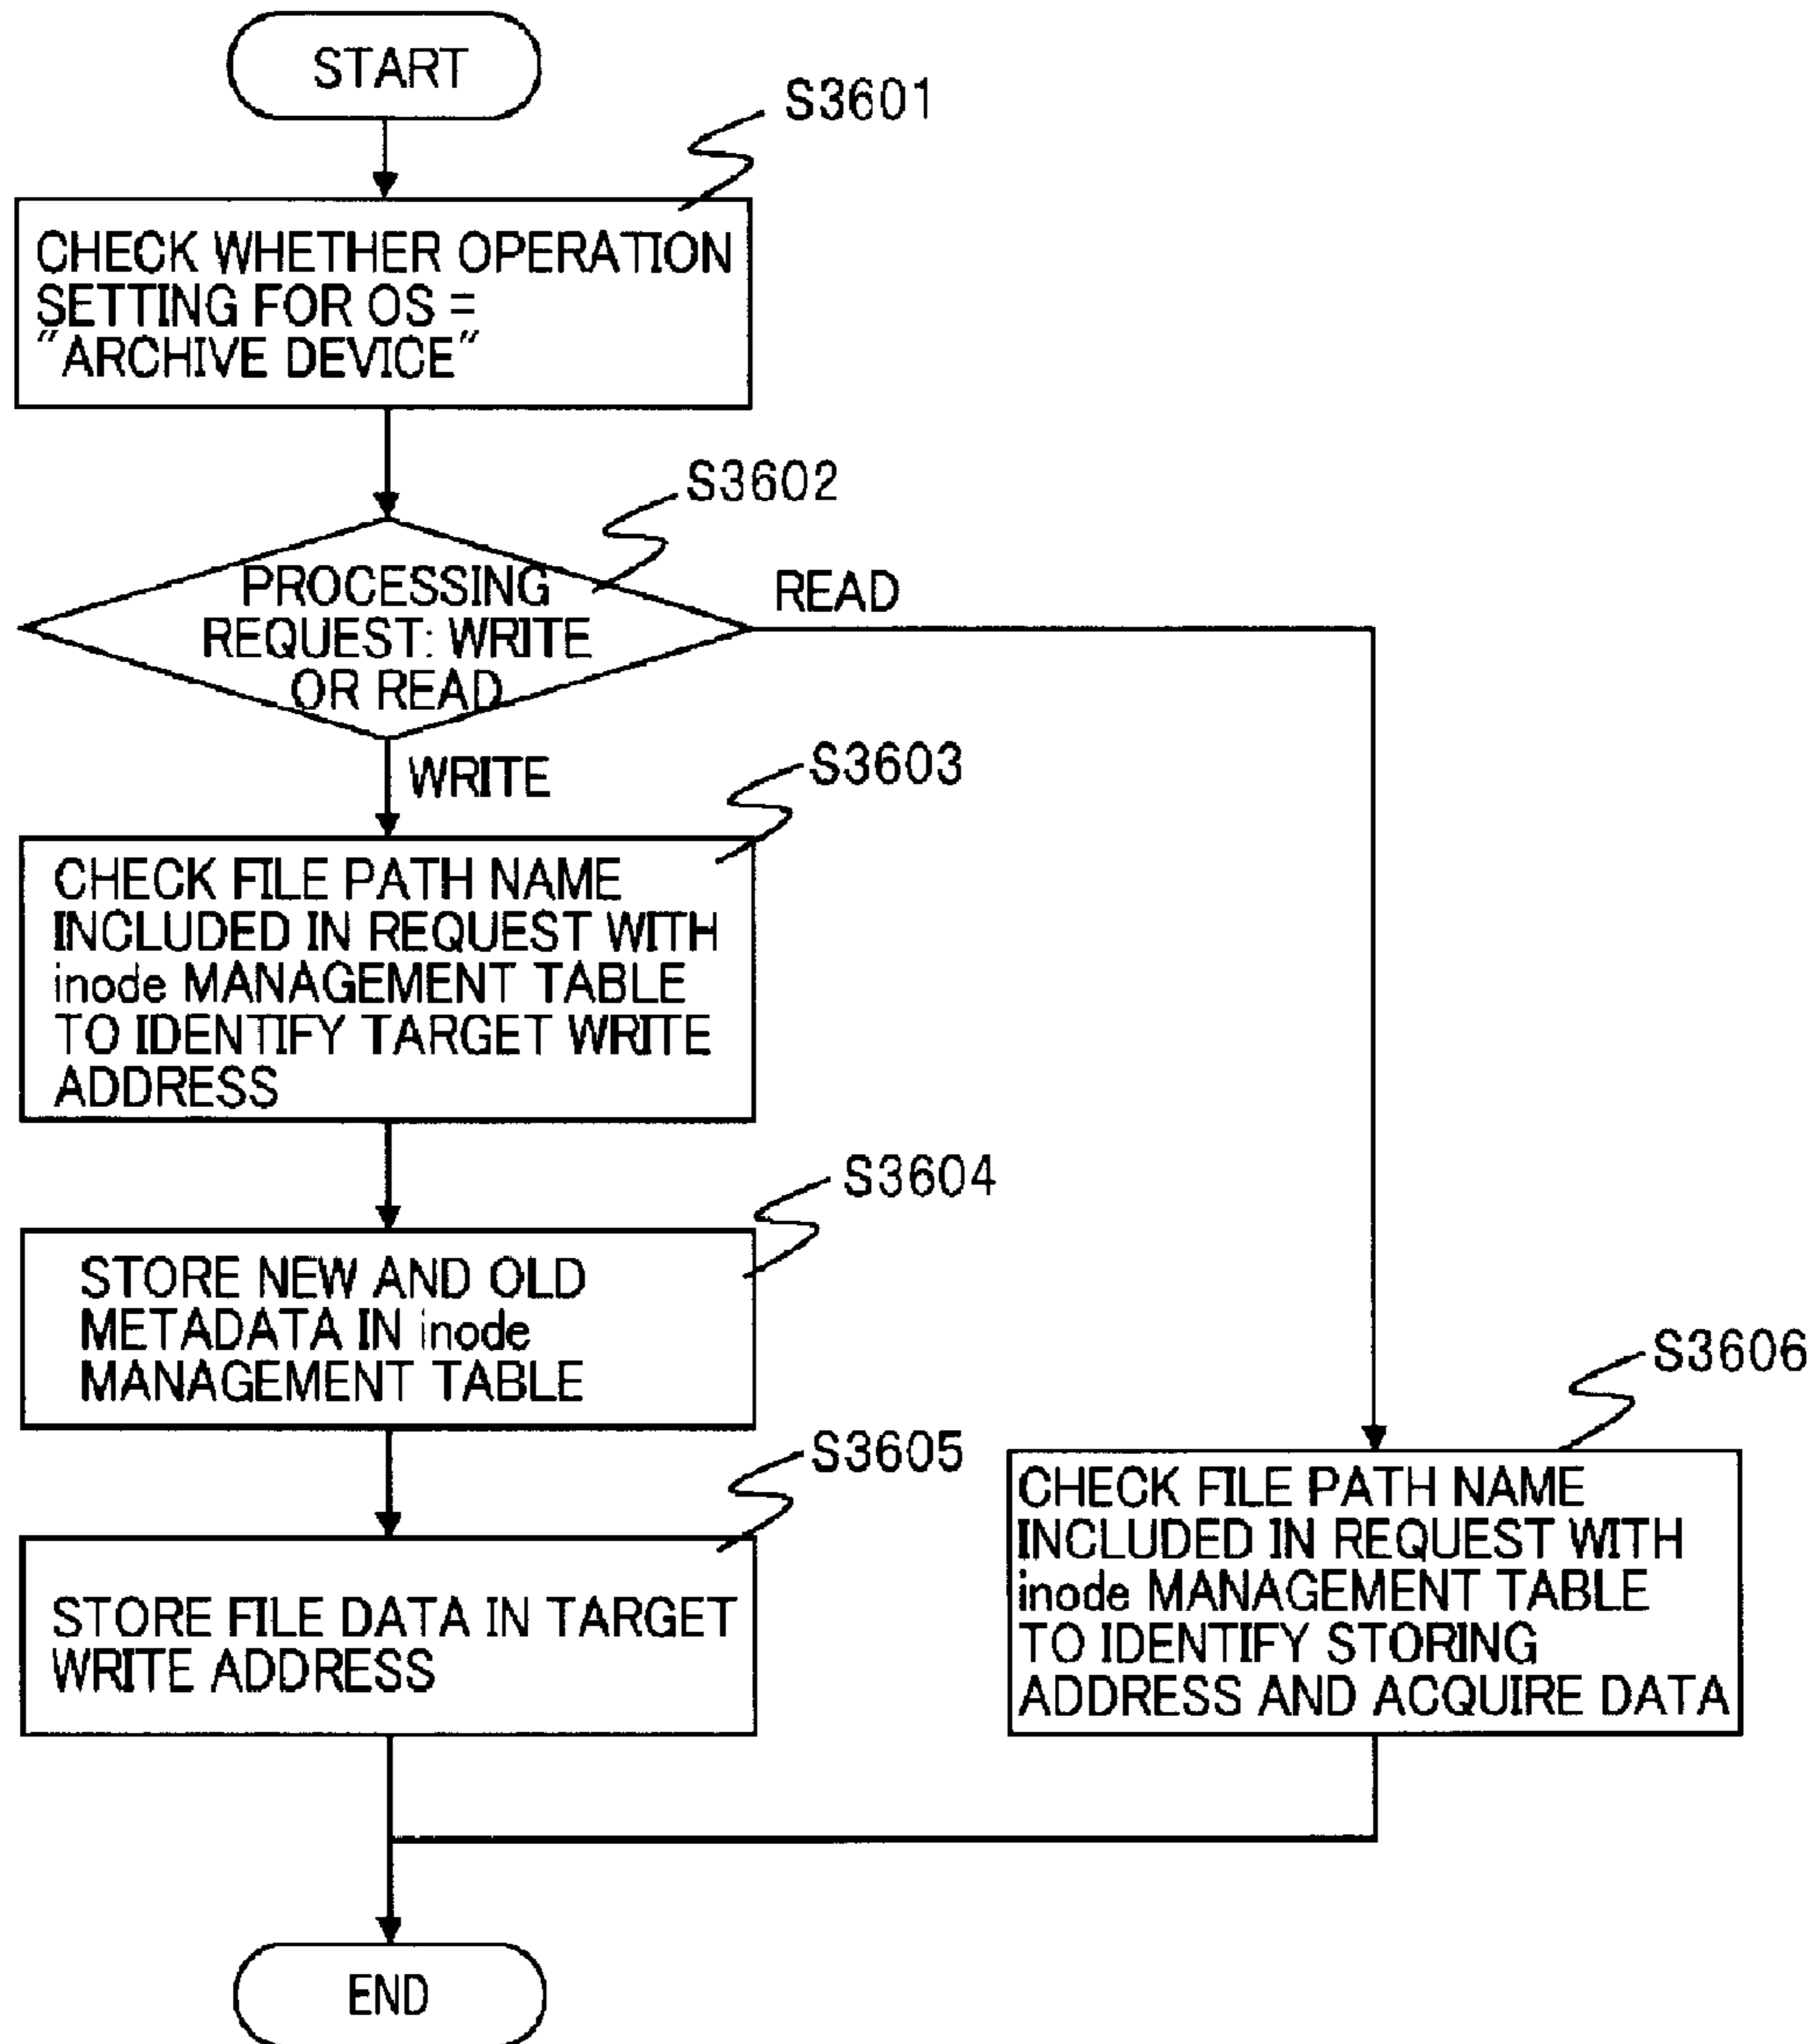 START
S3601
CHECK WHETHER OPERATION
SETTING FOR OS =
"ARCHIVE DEVICE"
S3602
PROCESSING
REQUEST: WRITE
OR READ
READ
WRITE
S3603
CHECK FILE PATH NAME
INCLUDED IN REQUEST WITH
inode MANAGEMENT TABLE
TO IDENTIFY TARGET WRITE
ADDRESS
S3604
STORE NEW AND OLD
METADATA IN inode
MANAGEMENT TABLE
S3605
STORE FILE DATA IN TARGET
WRITE ADDRESS
S3606
CHECK FILE PATH NAME
INCLUDED IN REQUEST WITH
inode MANAGEMENT TABLE
TO IDENTIFY STORING
ADDRESS AND ACQUIRE DATA
END